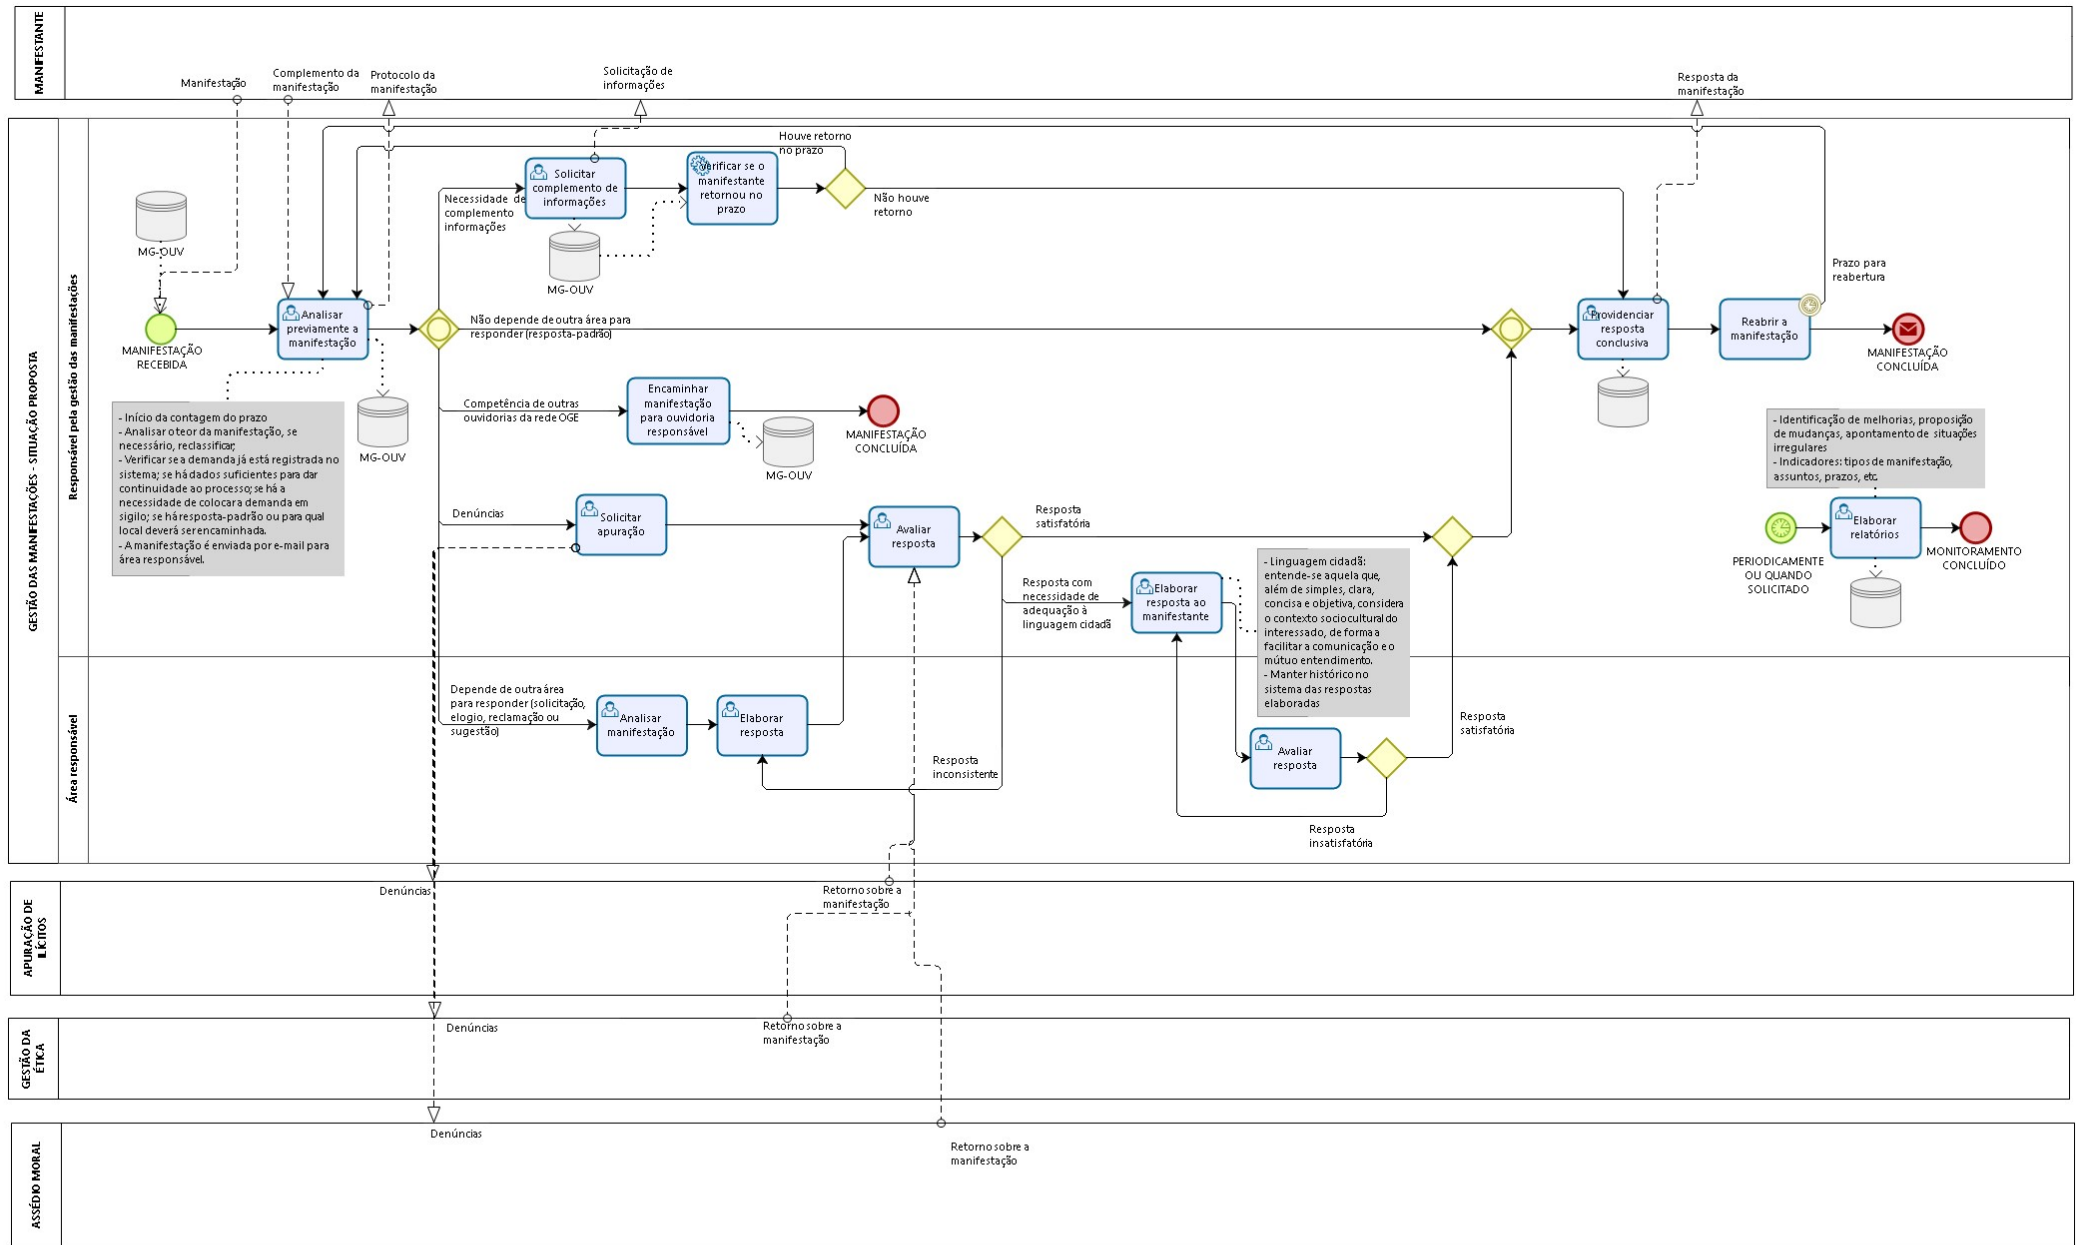 MANIFESTANTE
Manifestação
Complemento da
manifestação
Protocolo da
manifestação
Solicitação de
informações
Resposta da
manifestação
GESTÃO DAS MANIFESTAÇÕES - SITUAÇÃO PROPOSTA
Responsável pela gestão das manifestações
MG-OUV
MANIFESTAÇÃO
RECEBIDA
Analisar
previamente a
manifestação
MG-OUV
- Início da contagem do prazo
- Analisar o teor da manifestação, se
necessário, reclassificar;
- Verificar se a demanda já está registrada no
sistema; se há dados suficientes para dar
continuidade ao processo; se há a
necessidade de colocar a demanda em
sigilo; se há resposta-padrão ou para qual
local deverá ser encaminhada.
- A manifestação é enviada por e-mail para
área responsável.
Necessidade de
complemento
informações
Solicitar
complemento de
informações
MG-OUV
Verificar se o
manifestante
retornou no
prazo
Houve retorno
no prazo
Não houve
retorno
Não depende de outra área para
responder (resposta-padrão)
Competência de outras
ouvidorias da rede OGE
Encaminhar
manifestação
para ouvidoria
responsável
MG-OUV
MANIFESTAÇÃO
CONCLUÍDA
Denúncias
Solicitar
apuração
Avaliar
resposta
Resposta
satisfatória
Resposta com
necessidade de
adequação à
linguagem cidadã
Elaborar
resposta ao
manifestante
- Linguagem cidadã:
entende-se aquela que,
além de simples, clara,
concisa e objetiva, considera
o contexto sociocultural do
interessado, de forma a
facilitar a comunicação e o
mútuo entendimento.
- Manter histórico no
sistema das respostas
elaboradas
Providenciar
resposta
conclusiva
Reabrir a
manifestação
Prazo para
reabertura
MANIFESTAÇÃO
CONCLUÍDA
- Identificação de melhorias, proposição
de mudanças, apontamento de situações
irregulares
- Indicadores: tipos de manifestação,
assuntos, prazos, etc.
PERIODICAMENTE
OU QUANDO
SOLICITADO
Elaborar
relatórios
MONITORAMENTO
CONCLUÍDO
Área responsável
Depende de outra área
para responder (solicitação,
elogio, reclamação ou
sugestão)
Analisar
manifestação
Elaborar
resposta
Resposta
inconsistente
Avaliar
resposta
Resposta
satisfatória
Resposta
insatisfatória
APURAÇÃO DE
ILÍCITOS
Denúncias
Retorno sobre a
manifestação
GESTÃO DA
ÉTICA
Denúncias
Retorno sobre a
manifestação
ASSÉDIO MORAL
Denúncias
Retorno sobre a
manifestação